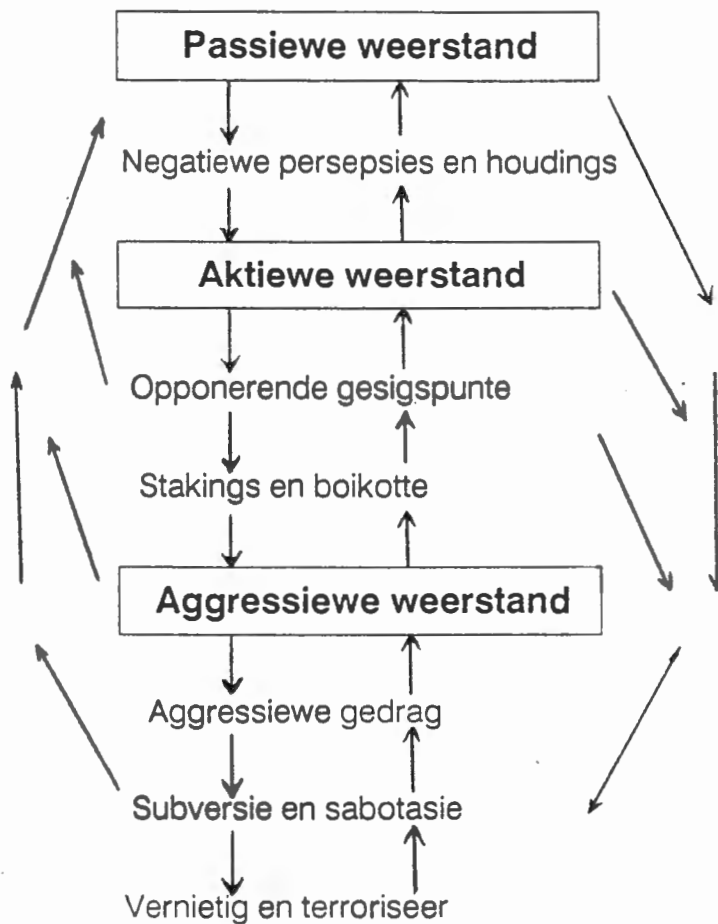 Passiewe weerstand
Negatiewe persepsies en houdings
Aktiewe weerstand
Opponerende gesigspunte
Stakings en boikotte
Aggressiewe weerstand
Aggressiewe gedrag
Subversie en sabotasie
Vernietig en terroriseer